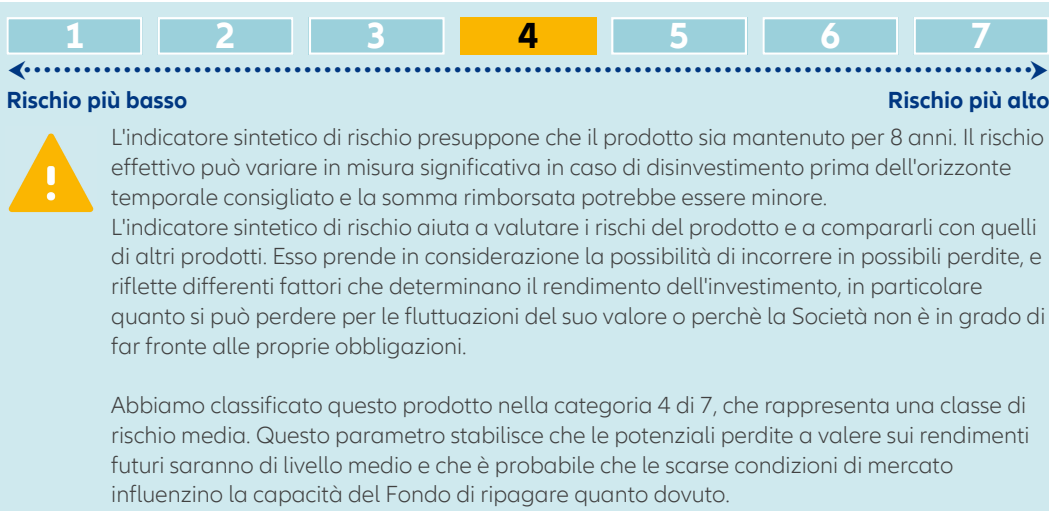 1 2 3 4 5 6 7
Rischio più basso Rischio più alto
L'indicatore sintetico di rischio presuppone che il prodotto sia mantenuto per 8 anni. Il rischio
effettivo può variare in misura significativa in caso di disinvestimento prima dell'orizzonte
temporale consigliato e la somma rimborsata potrebbe essere minore.
L'indicatore sintetico di rischio aiuta a valutare i rischi del prodotto e a compararli con quelli
di altri prodotti. Esso prende in considerazione la possibilità di incorrere in possibili perdite, e
riflette differenti fattori che determinano il rendimento dell'investimento, in particolare
quanto si può perdere per le fluttuazioni del suo valore o perchè la Società non è in grado di
far fronte alle proprie obbligazioni.
Abbiamo classificato questo prodotto nella categoria 4 di 7, che rappresenta una classe di
rischio media. Questo parametro stabilisce che le potenziali perdite a valere sui rendimenti
futuri saranno di livello medio e che è probabile che le scarse condizioni di mercato
influenzino la capacità del Fondo di ripagare quanto dovuto.